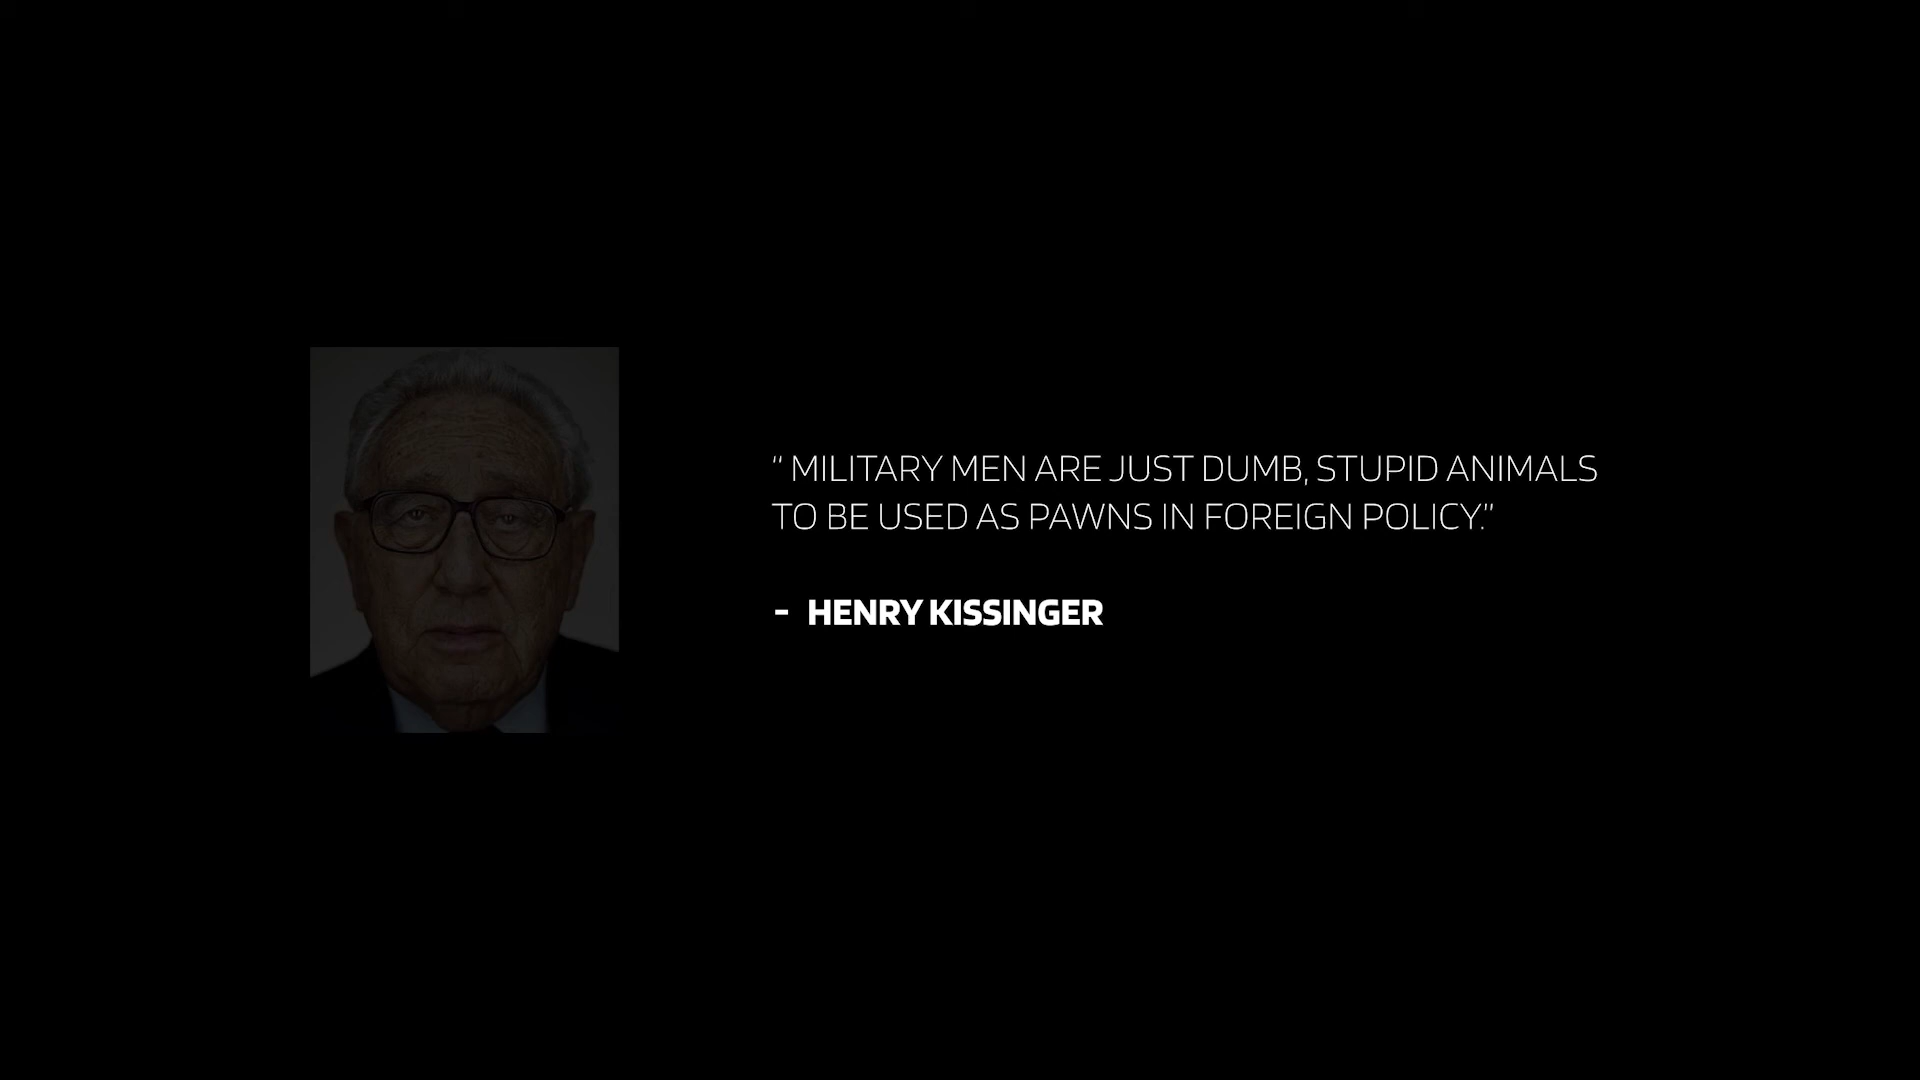 “ MILITARY MEN ARE JUST DUMB, STUPID ANIMALS
TO BE USED AS PAWNS IN FOREIGN POLICY.”
- HENRY KISSINGER